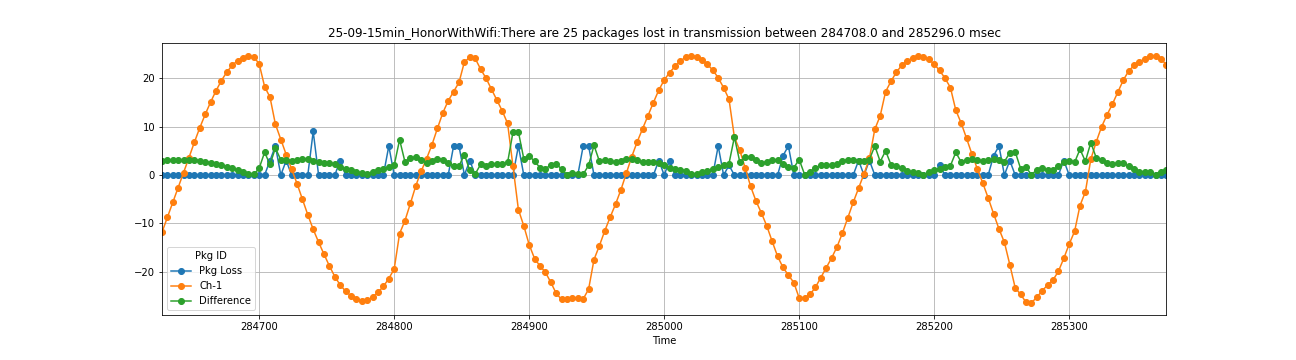 25-09-15min_HonorWithWifi:There are 25 packages lost in transmission between 284708.0 and 285296.0 msec
20
10
0
−10
−20
Pkg ID
Pkg Loss
Ch-1
Difference
284700 284800 284900 285000 285100 285200 285300
Time